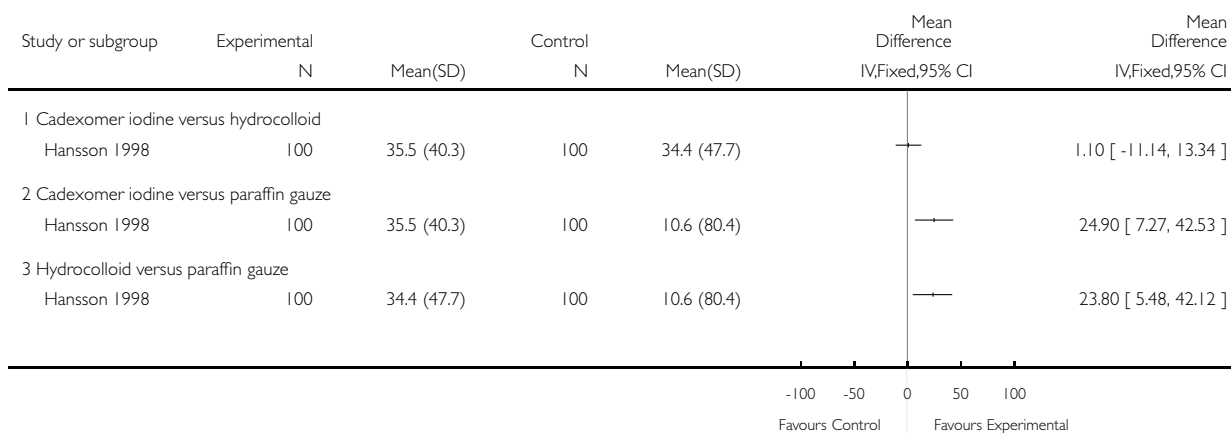 Study or subgroup Experimental Control Mean Difference Mean Difference
N Mean(SD) N Mean(SD) IV,Fixed,95% CI IV,Fixed,95% CI
1 Cadexomer iodine versus hydrocolloid
Hansson 1998 100 35.5 (40.3) 100 34.4 (47.7) 1.10 [ -11.14, 13.34 ]
2 Cadexomer iodine versus paraffin gauze
Hansson 1998 100 35.5 (40.3) 100 10.6 (80.4) 24.90 [ 7.27, 42.53 ]
3 Hydrocolloid versus paraffin gauze
Hansson 1998 100 34.4 (47.7) 100 10.6 (80.4) 23.80 [ 5.48, 42.12 ]
-100 -50 0 50 100
Favours Control Favours Experimental